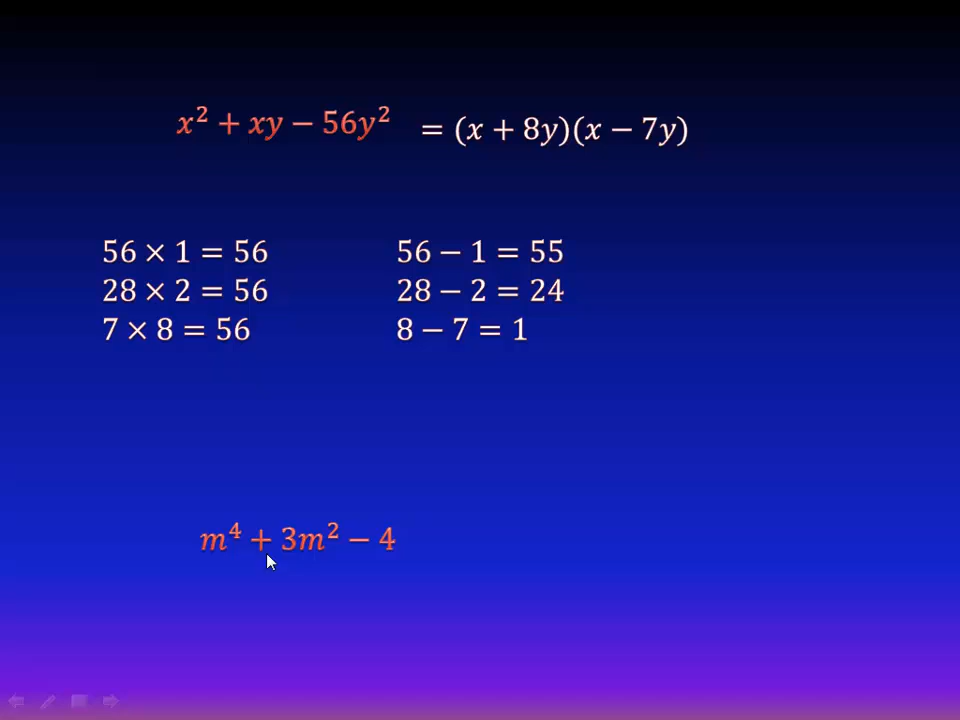 x² + xy − 56y² = (x + 8y)(x − 7y)
56 × 1 = 56 56 − 1 = 55
28 × 2 = 56 28 − 2 = 24
7 × 8 = 56 8 − 7 = 1
m⁴ + 3m² − 4